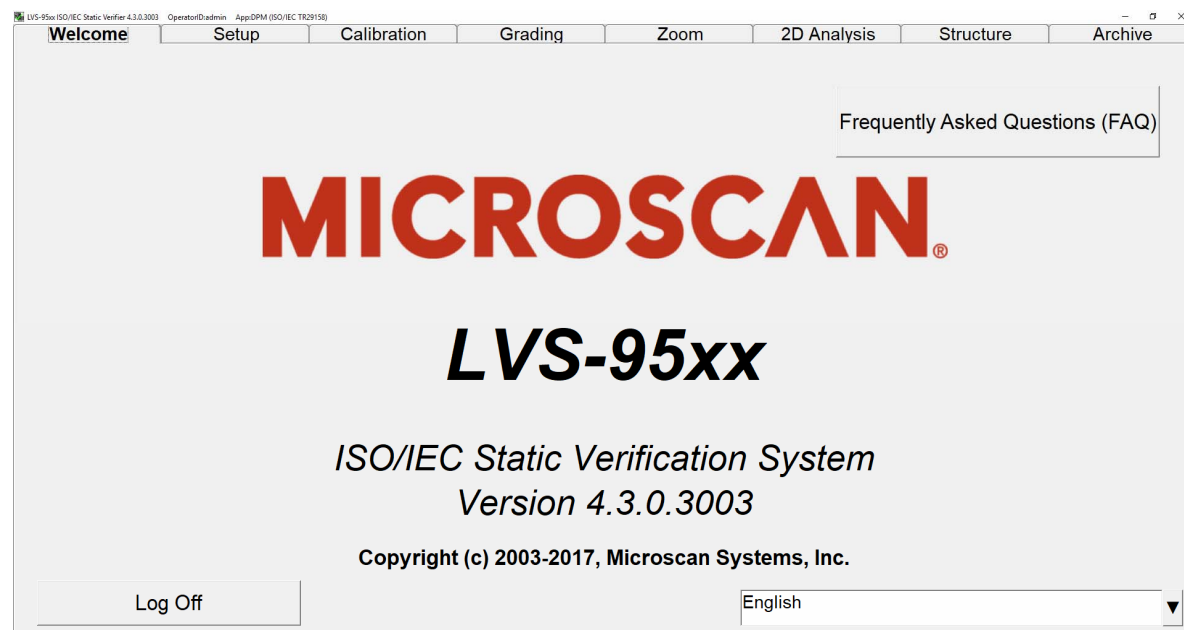 LVS-95xx ISO/IEC Static Verifier 4.3.0.3003 OperatorID:admin App:DPM (ISO/IEC TR29158)
Welcome Setup Calibration Grading Zoom 2D Analysis Structure Archive
Frequently Asked Questions (FAQ)
MICROSCAN®
LVS-95xx
ISO/IEC Static Verification System
Version 4.3.0.3003
Copyright (c) 2003-2017, Microscan Systems, Inc.
Log Off
English